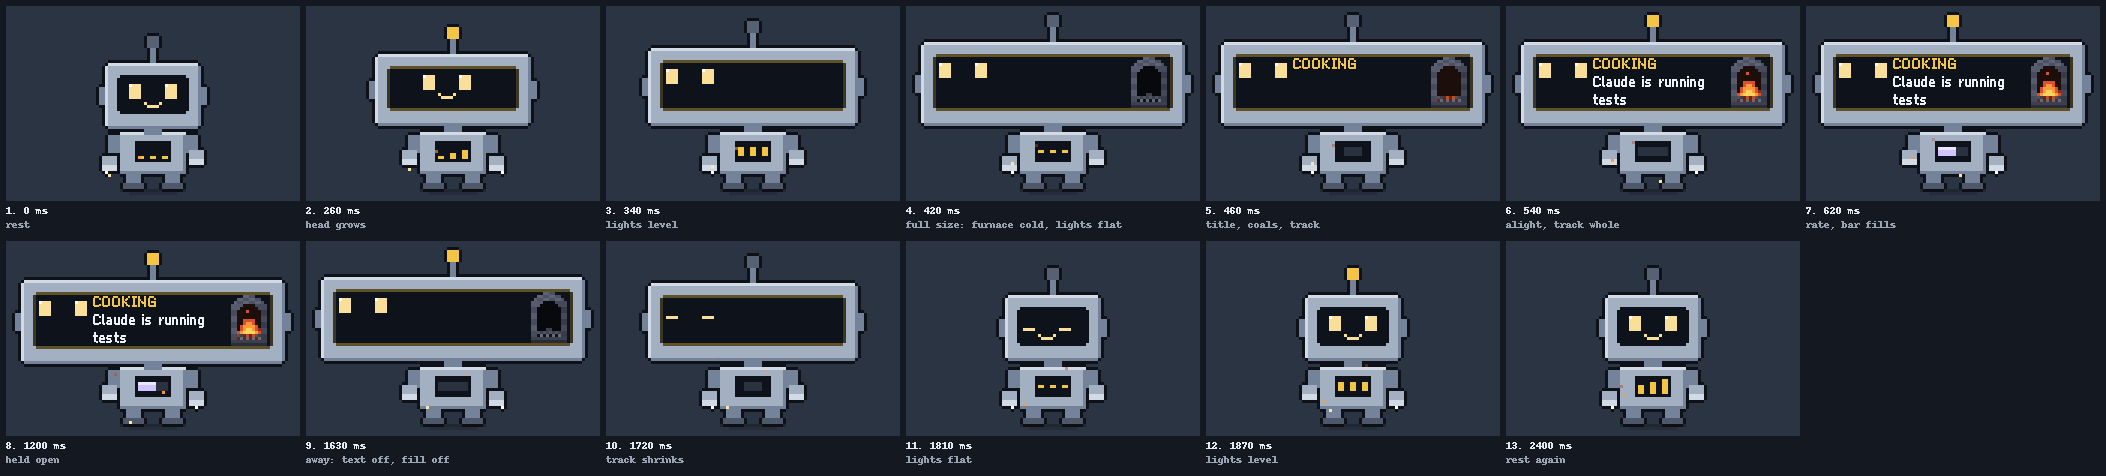 1. 0 ms
rest
2. 260 ms
head grows
3. 340 ms
lights level
4. 420 ms
full size: furnace cold, lights flat
COOKING
5. 460 ms
title, coals, track
COOKING
Claude is running
tests
6. 540 ms
alight, track whole
COOKING
Claude is running
tests
7. 620 ms
rate, bar fills
COOKING
Claude is running
tests
8. 1200 ms
held open
9. 1630 ms
away: text off, fill off
10. 1720 ms
track shrinks
11. 1810 ms
lights flat
12. 1870 ms
lights level
13. 2400 ms
rest again